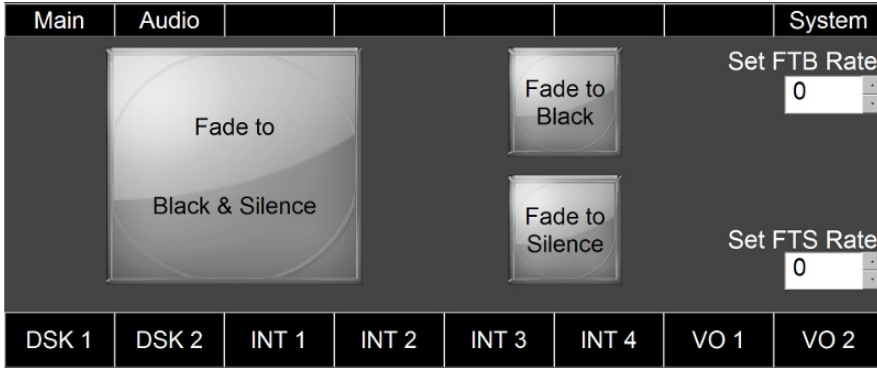 Main Audio System
Set FTB Rate
0
Fade to
Black
Fade to
Black & Silence
Fade to
Silence
Set FTS Rate
0
DSK 1 DSK 2 INT 1 INT 2 INT 3 INT 4 VO 1 VO 2